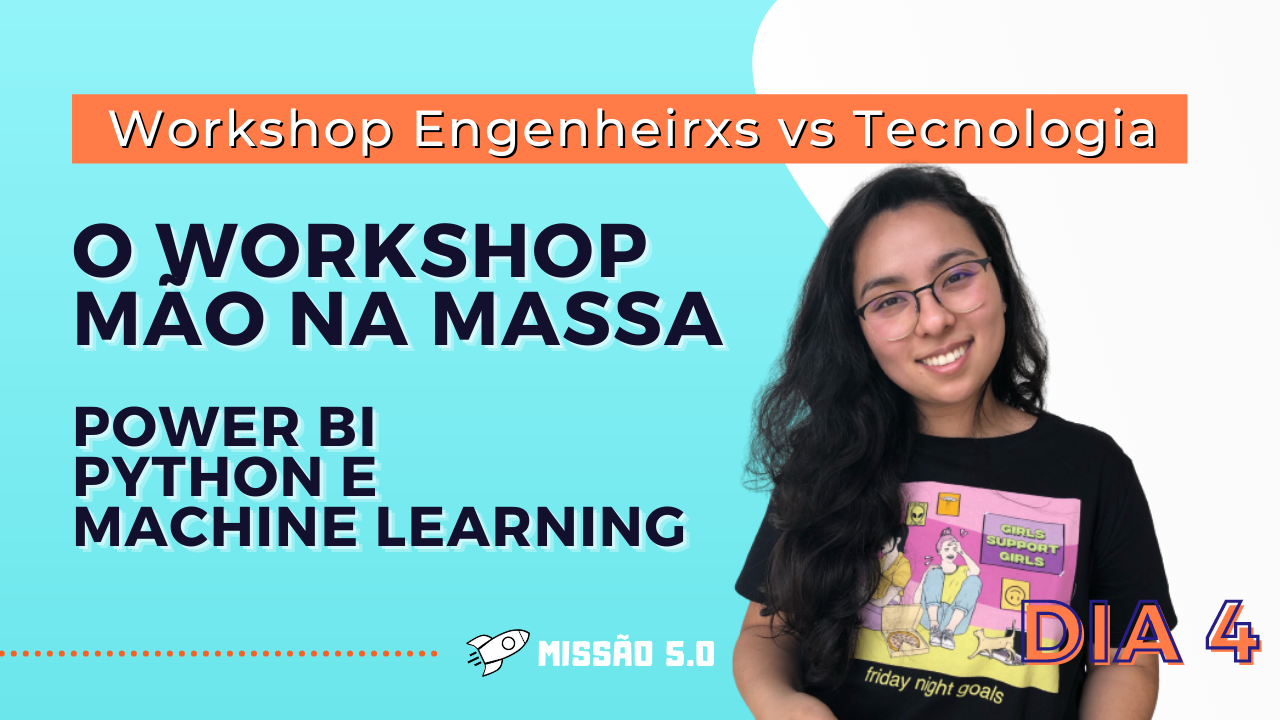 Workshop Engenheirxs vs Tecnologia
O WORKSHOP
MÃO NA MASSA
POWER BI
PYTHON E
MACHINE LEARNING
GIRLS
SUPPORT
GIRLS
friday night goals
MISSÃO 5.0
DIA 4